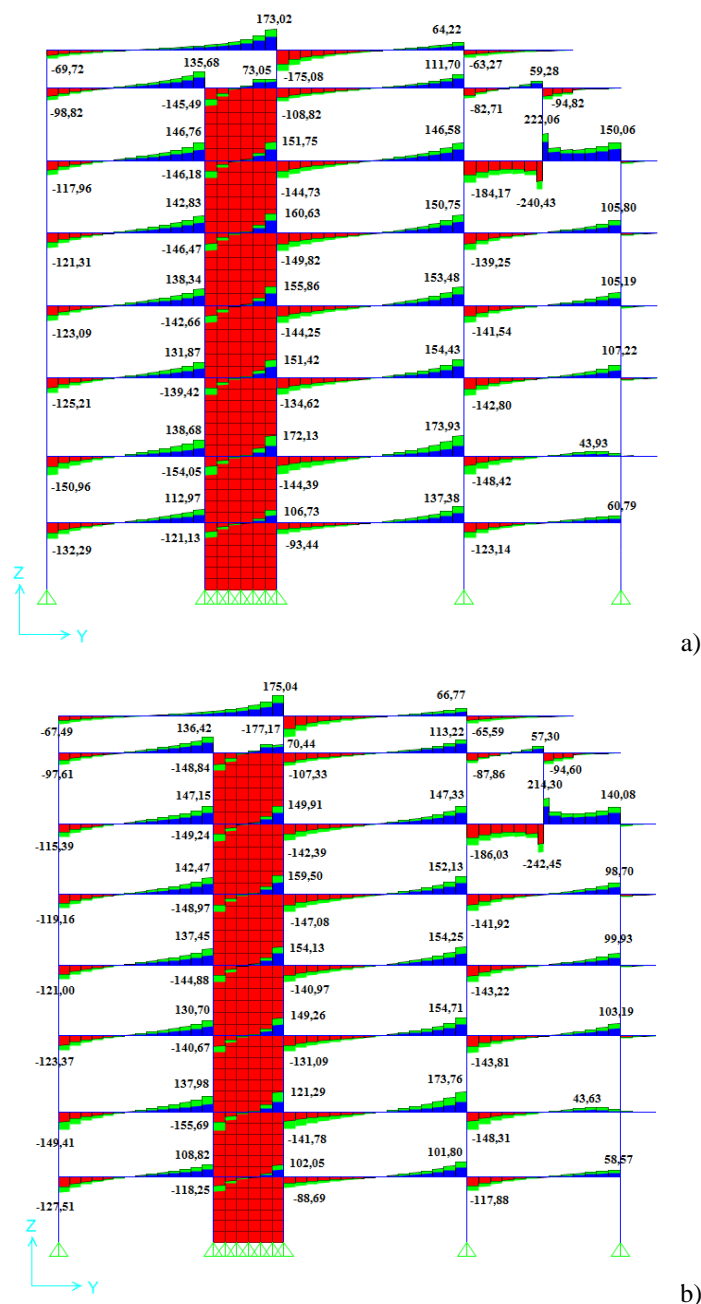 173,02 64,22
-69,72 135,68 73,05 -175,08 111,70 -63,27 59,28
-98,82 -145,49 -108,82 -82,71 -94,82
146,76 151,75 146,58 222,06 150,06
-117,96 -146,18 -144,73 -184,17 -240,43
142,83 160,63 150,75 105,80
-121,31 -146,47 -149,82 -139,25
138,34 155,86 153,48 105,19
-123,09 -142,66 -144,25 -141,54
131,87 151,42 154,43 107,22
-125,21 -139,42 -134,62 -142,80
138,68 172,13 173,93 43,93
-150,96 -154,05 -144,39 -148,42
112,97 106,73 137,38 60,79
-132,29 -121,13 -93,44 -123,14
Z
Y
a)
175,04 66,77
-67,49 136,42 -177,17 70,44 113,22 -65,59 57,30
-97,61 -148,84 -107,33 -87,86 -94,60
147,15 149,91 147,33 214,30 140,08
-115,39 -149,24 -142,39 -186,03 -242,45
142,47 159,50 152,13 98,70
-119,16 -148,97 -147,08 -141,92
137,45 154,13 154,25 99,93
-121,00 -144,88 -140,97 -143,22
130,70 149,26 154,71 103,19
-123,37 -140,67 -131,09 -143,81
137,98 121,29 173,76 43,63
-149,41 -155,69 -141,78 -148,31
108,82 102,05 101,80 58,57
-127,51 -118,25 -88,69 -117,88
Z
Y
b)